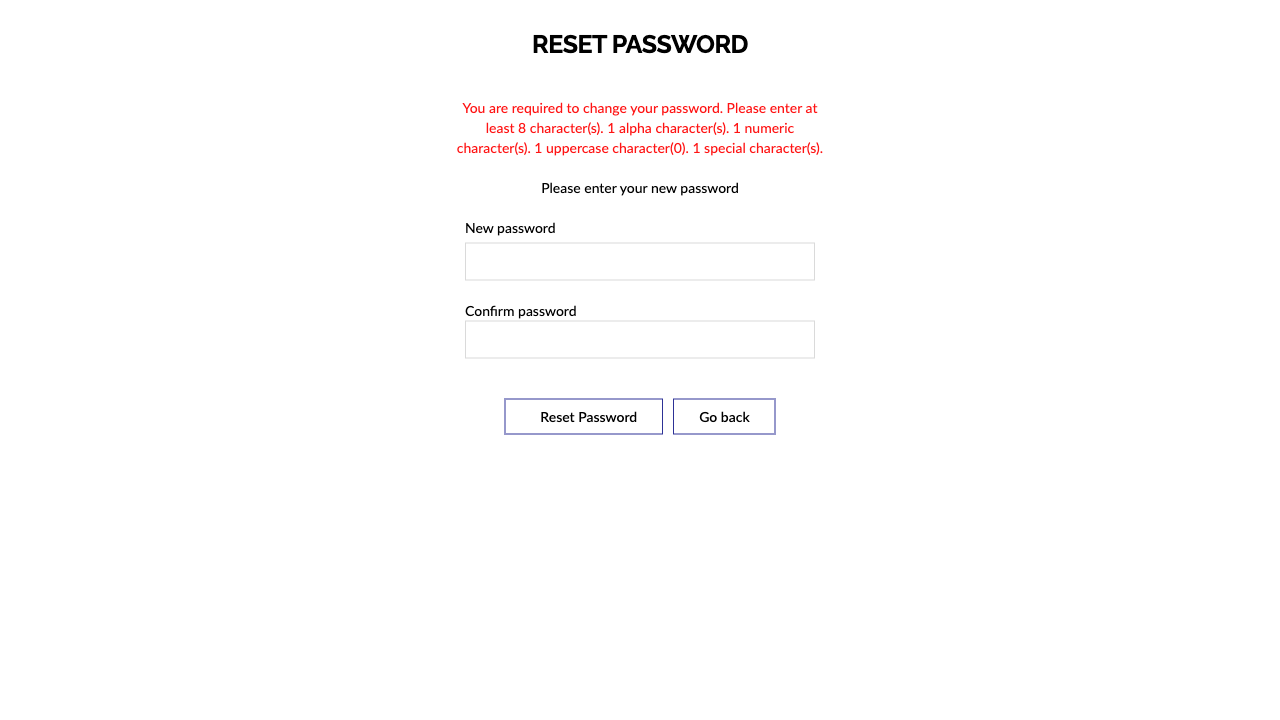 RESET PASSWORD
You are required to change your password. Please enter at
least 8 character(s). 1 alpha character(s). 1 numeric
character(s). 1 uppercase character(0). 1 special character(s).
Please enter your new password
New password
Confirm password
Reset Password
Go back